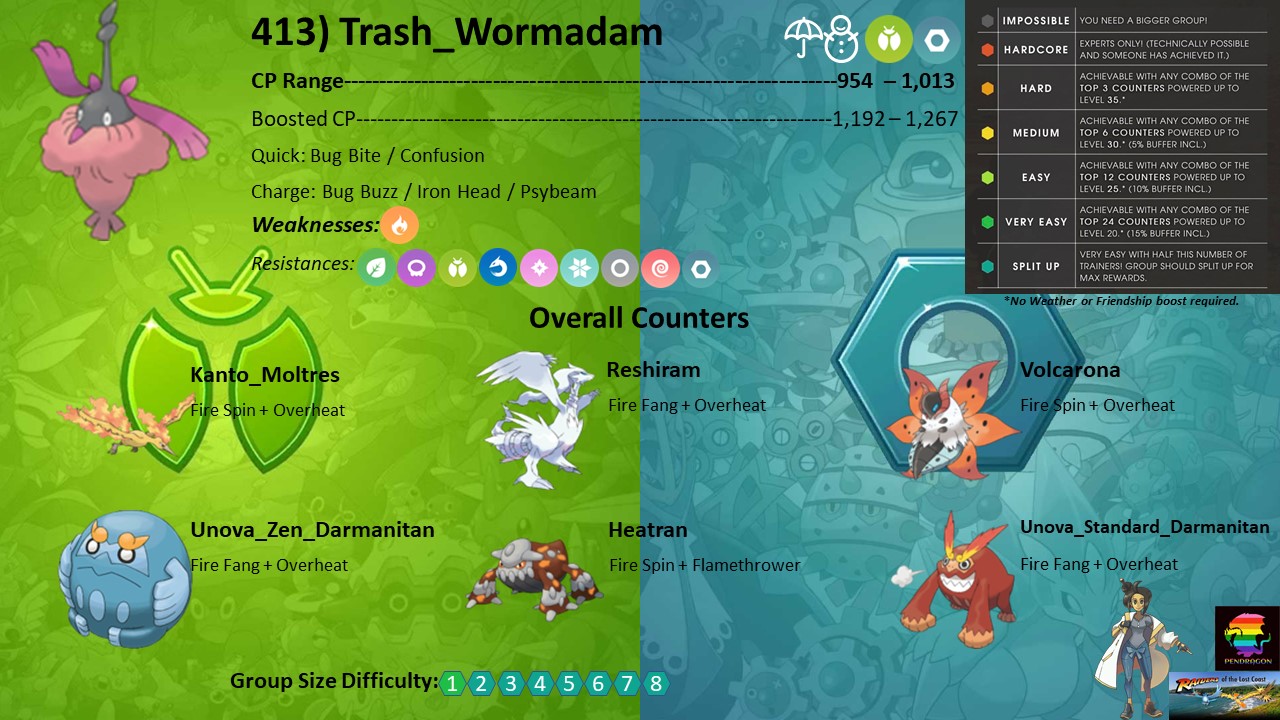 413) Trash_Wormadam
CP Range---954 – 1,013
Boosted CP---1,192 – 1,267
Quick: Bug Bite / Confusion
Charge: Bug Buzz / Iron Head / Psybeam
Weaknesses:
Resistances:
IMPOSSIBLE YOU NEED A BIGGER GROUP!
HARDCORE EXPERTS ONLY! (TECHNICALLY POSSIBLE
AND SOMEONE HAS ACHIEVED IT.)
HARD ACHIEVABLE WITH ANY COMBO OF THE
TOP 3 COUNTERS POWERED UP TO
LEVEL 35.*
MEDIUM ACHIEVABLE WITH ANY COMBO OF THE
TOP 6 COUNTERS POWERED UP TO
LEVEL 30.* (5% BUFFER INCL.)
EASY ACHIEVABLE WITH ANY COMBO OF THE
TOP 12 COUNTERS POWERED UP TO
LEVEL 25.* (10% BUFFER INCL.)
VERY EASY ACHIEVABLE WITH ANY COMBO OF THE
TOP 24 COUNTERS POWERED UP TO
LEVEL 20.* (15% BUFFER INCL.)
SPLIT UP VERY EASY WITH HALF THIS NUMBER OF
TRAINERS! GROUP SHOULD SPLIT UP FOR
MAX REWARDS.
*No Weather or Friendship boost required.
Overall Counters
Kanto_Moltres
Fire Spin + Overheat
Reshiram
Fire Fang + Overheat
Volcarona
Fire Spin + Overheat
Unova_Zen_Darmanitan
Fire Fang + Overheat
Heatran
Fire Spin + Flamethrower
Unova_Standard_Darmanitan
Fire Fang + Overheat
Group Size Difficulty: 1 2 3 4 5 6 7 8
PENDRAGON
RAIDERS of the Lost Coast